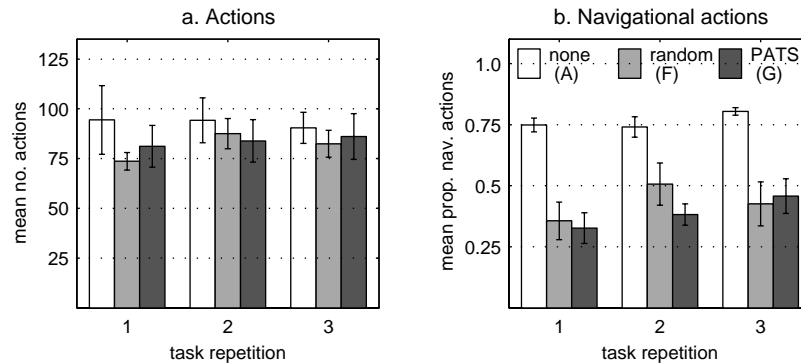 a. Actions
125
100
75
50
25
mean no. actions
1 2 3
task repetition
b. Navigational actions
none random PATS
(A) (F) (G)
1.0
0.75
0.5
0.25
mean prop. nav. actions
1 2 3
task repetition